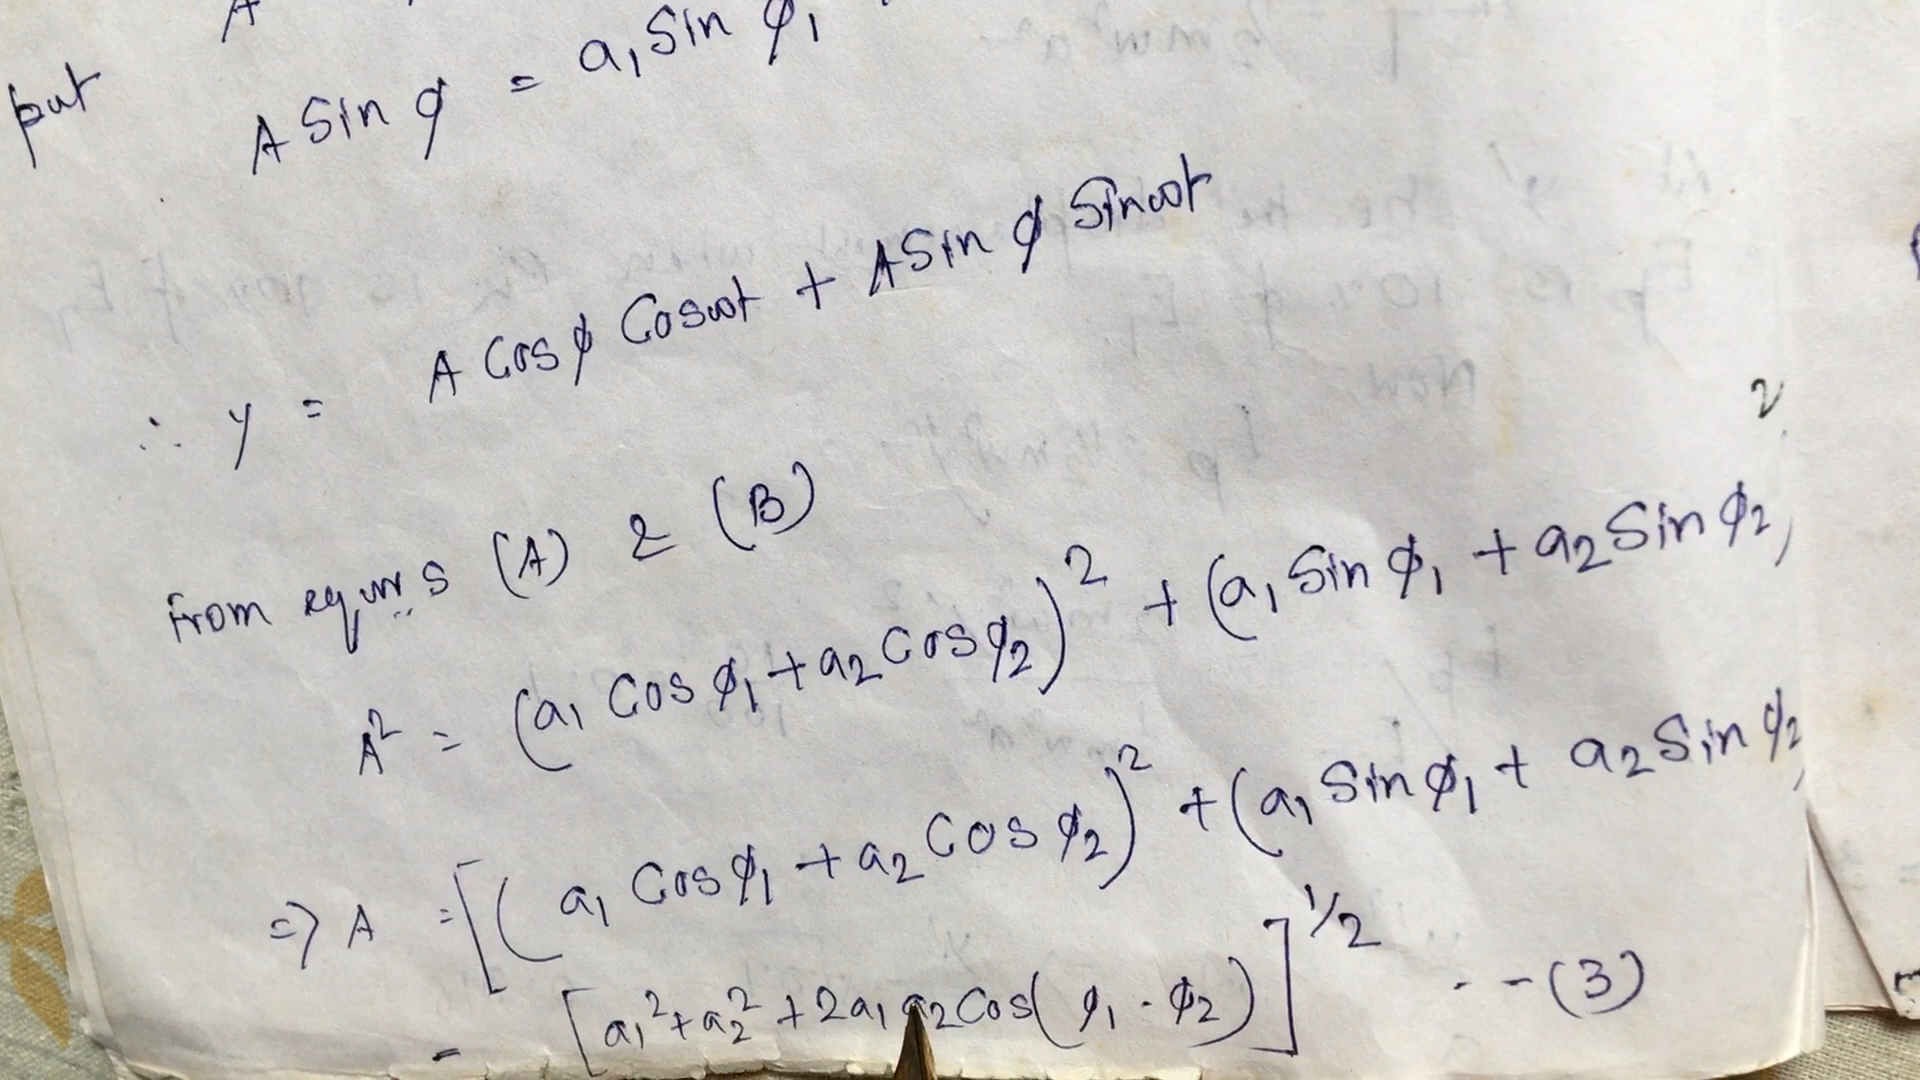 put A Sin φ = a₁ Sin φ₁
∴ y = A Cos φ Cos ωt + A Sin φ Sin ωt
From eqns (A) & (B)
A² = (a₁ Cos φ₁ + a₂ Cos φ₂)² + (a₁ Sin φ₁ + a₂ Sin φ₂)
=> A = [(a₁ Cos φ₁ + a₂ Cos φ₂)² + (a₁ Sin φ₁ + a₂ Sin φ₂
= [a₁² + a₂² + 2a₁a₂ Cos(φ₁ - φ₂)]^1/2 - - (3)